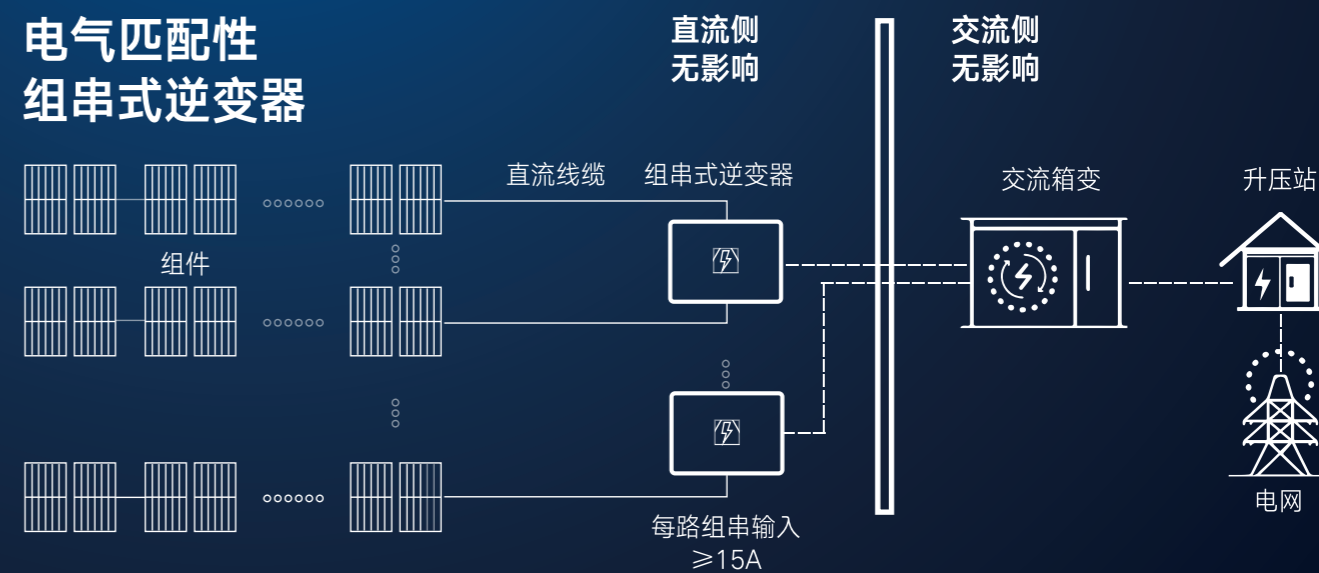 电气匹配性
组串式逆变器
直流侧
无影响
交流侧
无影响
直流线缆
组串式逆变器
交流箱变
升压站
组件
每路组串输入
≥15A
电网